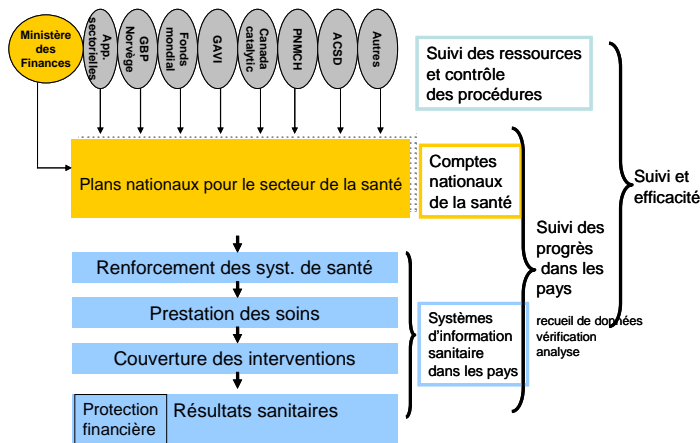 Ministère
des
Finances
App.
sectorielles
GBP
Norvège
Fonds
mondial
GAVI
Canada
catalytic
PNMCH
ACSD
Autres
Suivi des ressources
et contrôle
des procédures
Plans nationaux pour le secteur de la santé
Comptes
nationaux
de la santé
Suivi et
efficacité
Suivi des
progrès
dans les
pays
Renforcement des syst. de santé
Prestation des soins
Couverture des interventions
Protection
financière
Résultats sanitaires
Systèmes
d'information
sanitaire
dans les pays
recueil de données
vérification
analyse